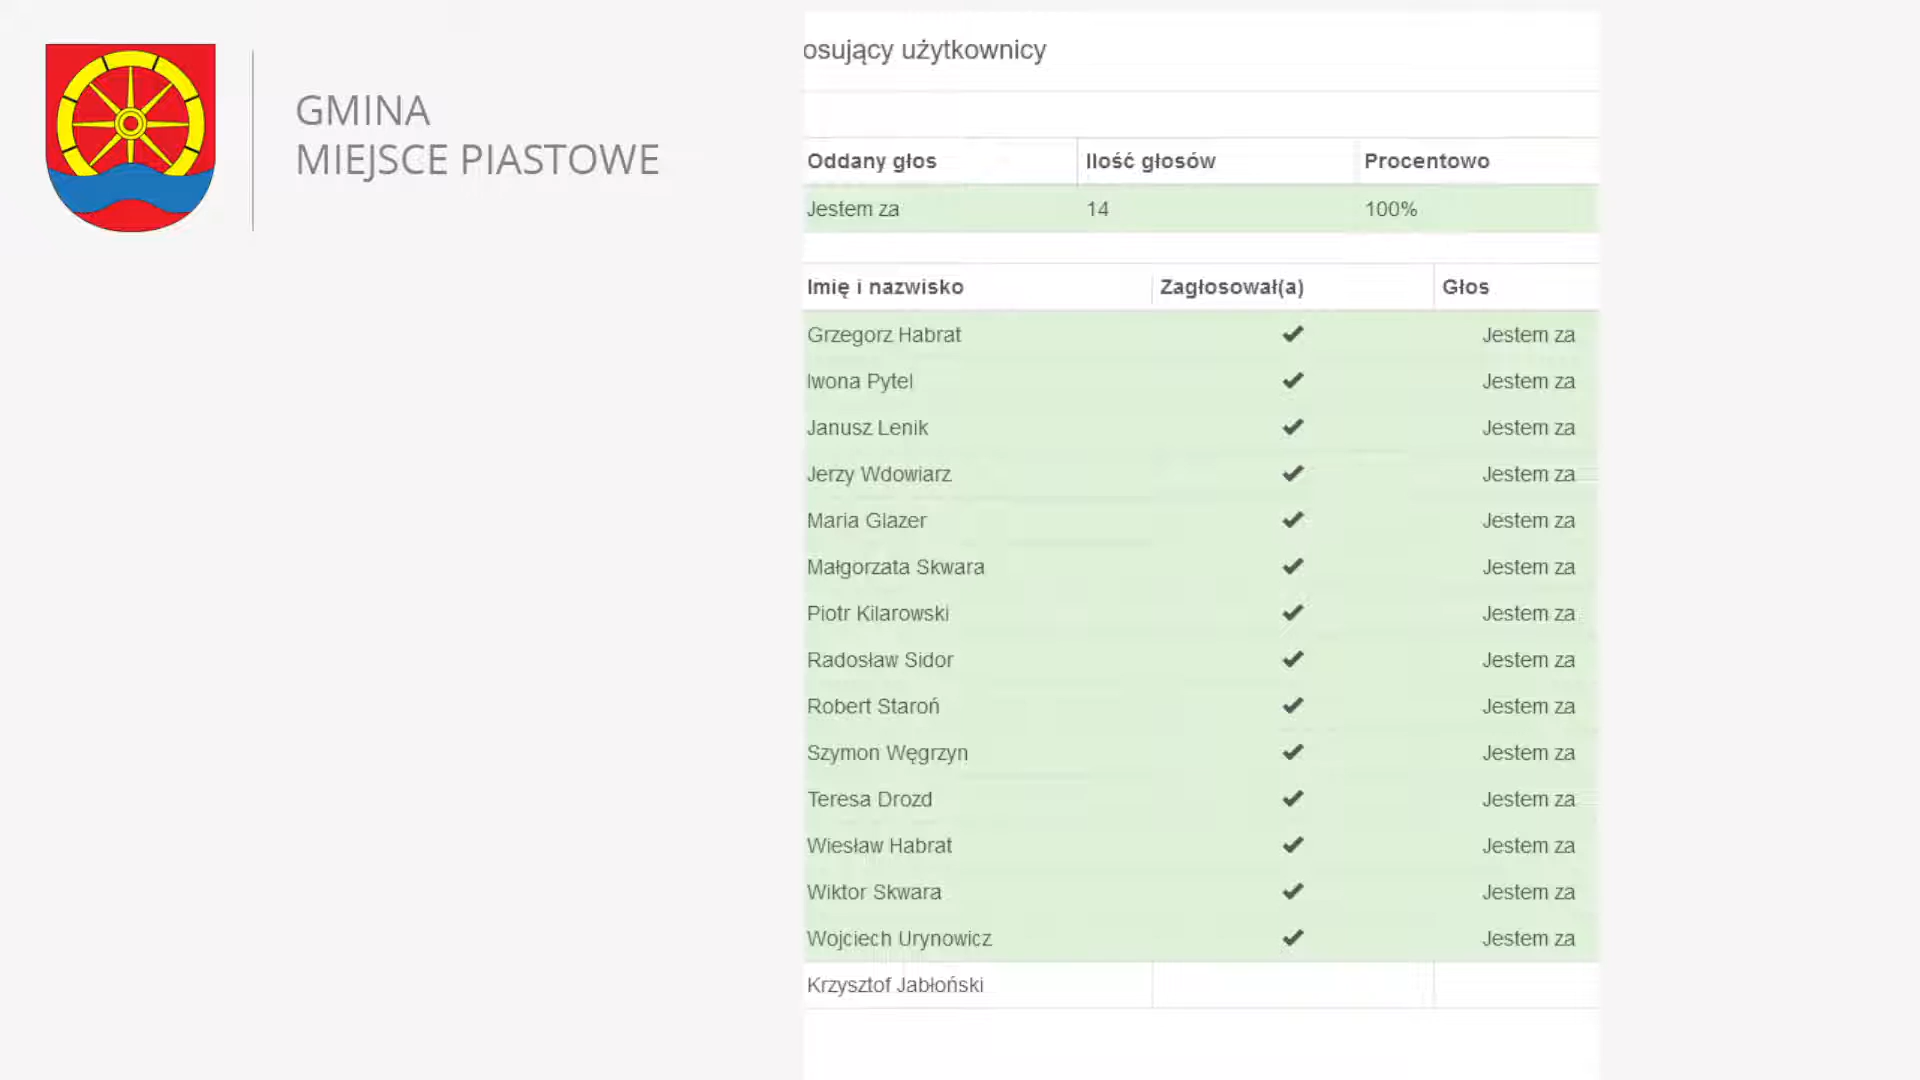 GMINA
MIEJSCE PIASTOWE
osujący użytkownicy
Oddany głos Ilość głosów Procentowo
Jestem za 14 100%
Imię i nazwisko Zagłosował(a) Głos
Grzegorz Habrat ✔ Jestem za
Iwona Pytel ✔ Jestem za
Janusz Lenik ✔ Jestem za
Jerzy Wdowiarz ✔ Jestem za
Maria Glazer ✔ Jestem za
Małgorzata Skwara ✔ Jestem za
Piotr Kilarowski ✔ Jestem za
Radosław Sidor ✔ Jestem za
Robert Staroń ✔ Jestem za
Szymon Węgrzyn ✔ Jestem za
Teresa Drozd ✔ Jestem za
Wiesław Habrat ✔ Jestem za
Wiktor Skwara ✔ Jestem za
Wojciech Urynowicz ✔ Jestem za
Krzysztof Jabłoński